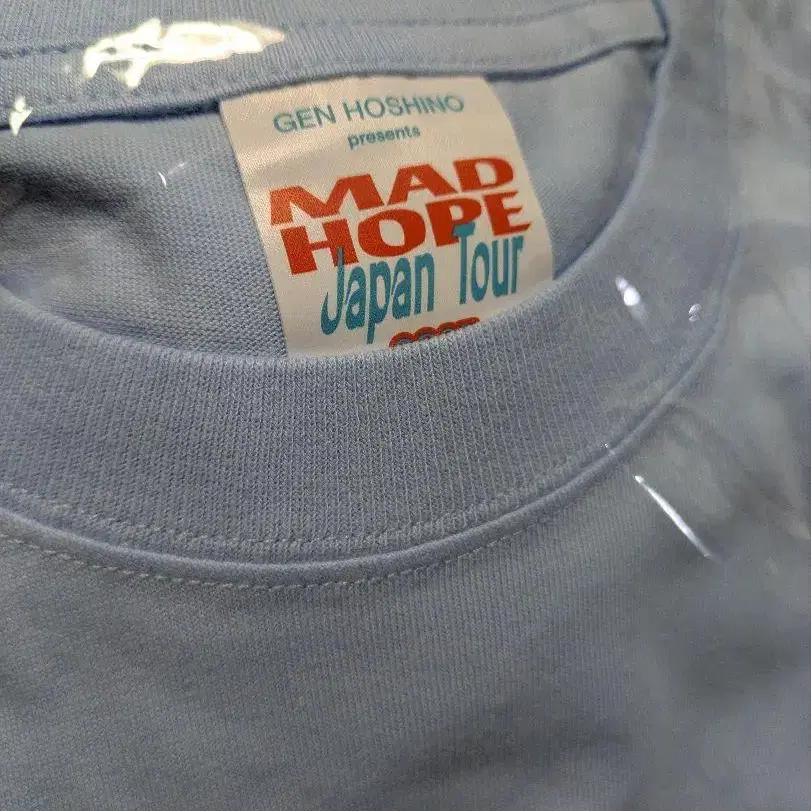 GEN HOSHINO
presents
MAD
HOPE
Japan Tour